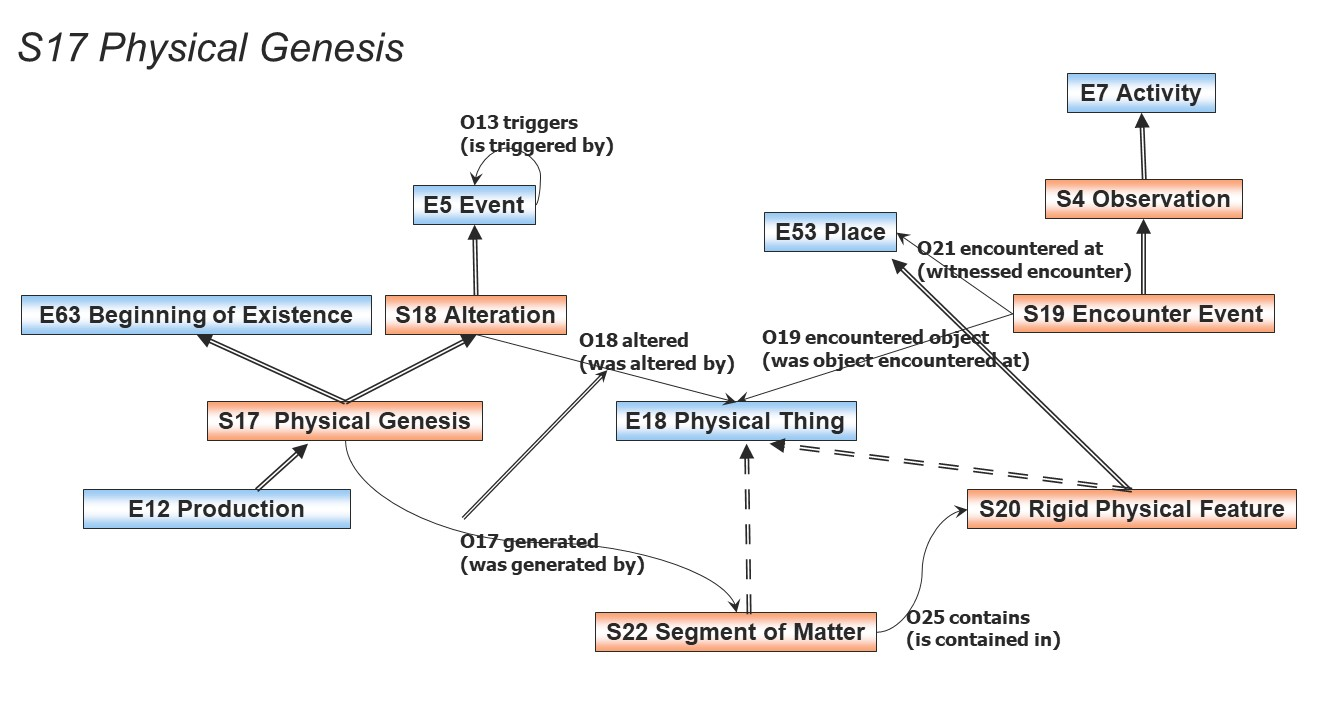 S17 Physical Genesis
E7 Activity
O13 triggers
(is triggered by)
E5 Event
S4 Observation
E53 Place
O21 encountered at
(witnessed encounter)
E63 Beginning of Existence
S18 Alteration
S19 Encounter Event
O18 altered
(was altered by)
O19 encountered object
(was object encountered at)
S17  Physical Genesis
E18 Physical Thing
E12 Production
S20 Rigid Physical Feature
O17 generated
(was generated by)
S22 Segment of Matter
O25 contains
(is contained in)